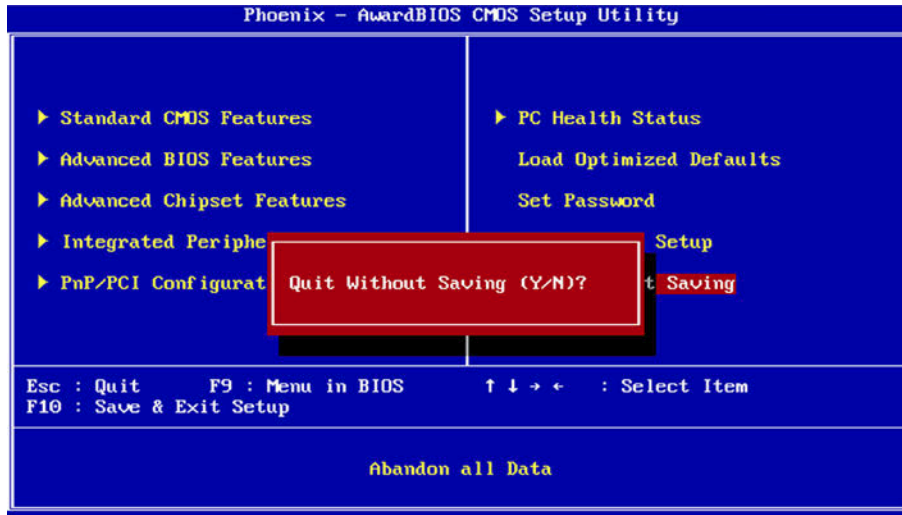 Phoenix - AwardBIOS CMOS Setup Utility
▶ Standard CMOS Features
▶ Advanced BIOS Features
▶ Advanced Chipset Features
▶ Integrated Periphe
▶ PnP/PCI Configurat
▶ PC Health Status
Load Optimized Defaults
Set Password
Setup
t Saving
Quit Without Saving (Y/N)?
Esc : Quit F9 : Menu in BIOS ↑ ↓ → ← : Select Item
F10 : Save & Exit Setup
Abandon all Data